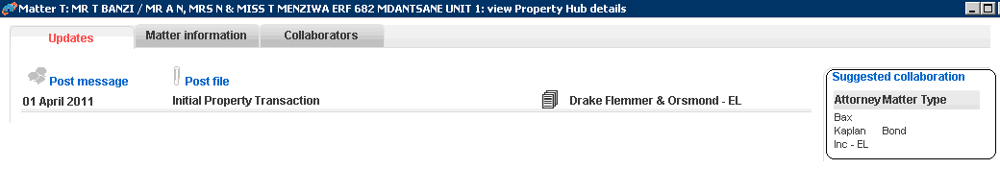 Matter T: MR T BANZI / MR A N, MRS N & MISS T MENZIWA ERF 682 MDANTSANE UNIT 1: view Property Hub details
Updates Matter information Collaborators
Post message Post file
01 April 2011 Initial Property Transaction Drake Flemmer & Orsmond - EL
Suggested collaboration
Attorney Matter Type
Bax
Kaplan Bond
Inc - EL